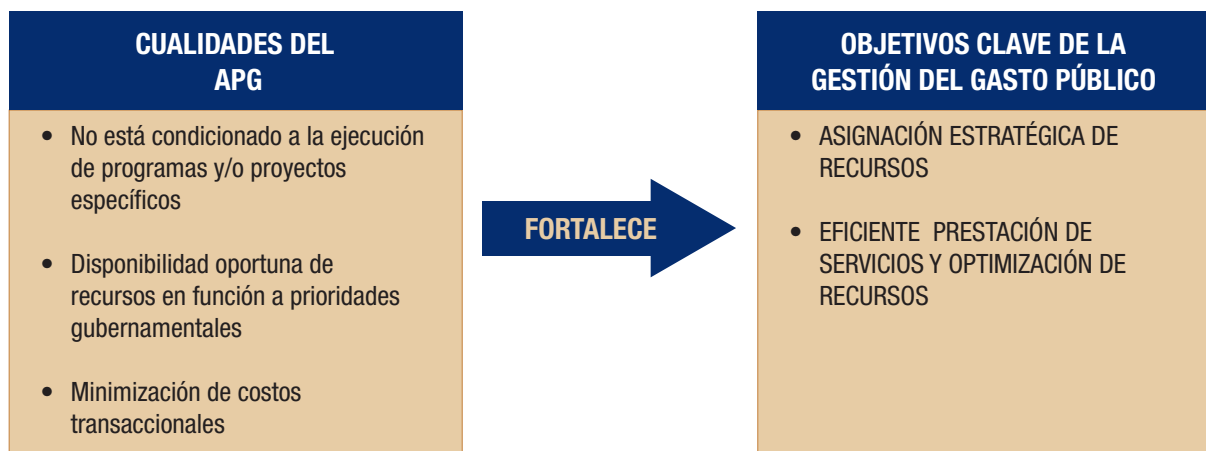 CUALIDADES DEL
APG
• No está condicionado a la ejecución
de programas y/o proyectos
específicos
• Disponibilidad oportuna de
recursos en función a prioridades
gubernamentales
• Minimización de costos
transaccionales
FORTALECE
OBJETIVOS CLAVE DE LA
GESTIÓN DEL GASTO PÚBLICO
• ASIGNACIÓN ESTRATÉGICA DE
RECURSOS
• EFICIENTE PRESTACIÓN DE
SERVICIOS Y OPTIMIZACIÓN DE
RECURSOS